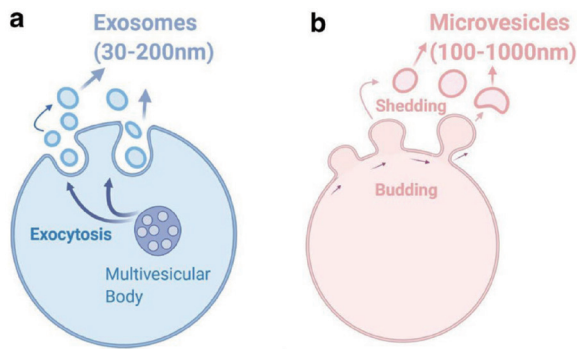 a
Exosomes
(30-200nm)
Exocytosis
Multivesicular
Body
b
Microvesicles
(100-1000nm)
Shedding
Budding